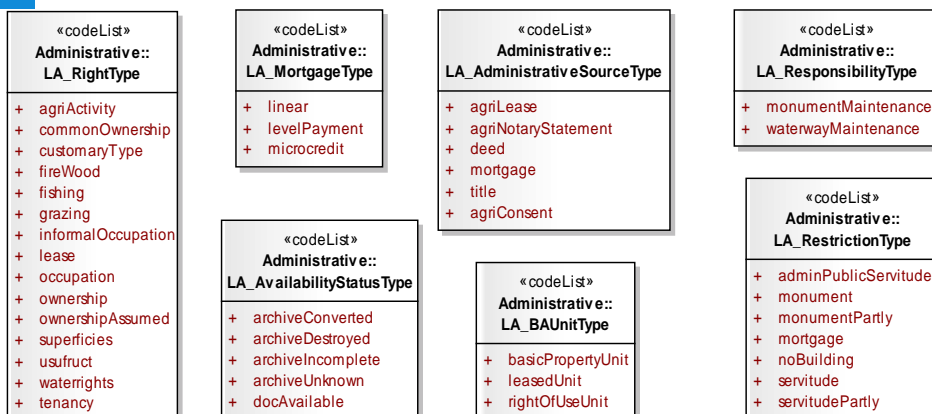 «codeList»
Administrative::
LA_RightType
+ agriActivity
+ commonOwnership
+ customaryType
+ fireWood
+ fishing
+ grazing
+ informalOccupation
+ lease
+ occupation
+ ownership
+ ownershipAssumed
+ superficies
+ usufruct
+ waterrights
+ tenancy
«codeList»
Administrative::
LA_MortgageType
+ linear
+ levelPayment
+ microcredit
«codeList»
Administrative::
LA_AvailabilityStatusType
+ archiveConverted
+ archiveDestroyed
+ archiveIncomplete
+ archiveUnknown
+ docAvailable
«codeList»
Administrative::
LA_AdministrativeSourceType
+ agriLease
+ agriNotaryStatement
+ deed
+ mortgage
+ title
+ agriConsent
«codeList»
Administrative::
LA_BAUnitType
+ basicPropertyUnit
+ leasedUnit
+ rightOfUseUnit
«codeList»
Administrative::
LA_ResponsibilityType
+ monumentMaintenance
+ waterwayMaintenance
«codeList»
Administrative::
LA_RestrictionType
+ adminPublicServitude
+ monument
+ monumentPartly
+ mortgage
+ noBuilding
+ servitude
+ servitudePartly